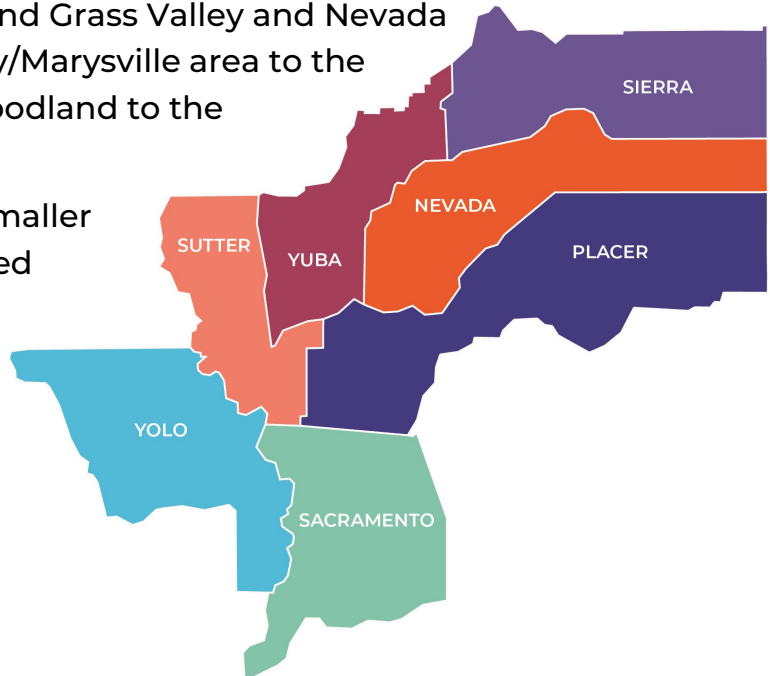 nd Grass Valley and Nevada
y/Marysville area to the
oodland to the
maller
ed
SIERRA
NEVADA
SUTTER
YUBA
PLACER
YOLO
SACRAMENTO